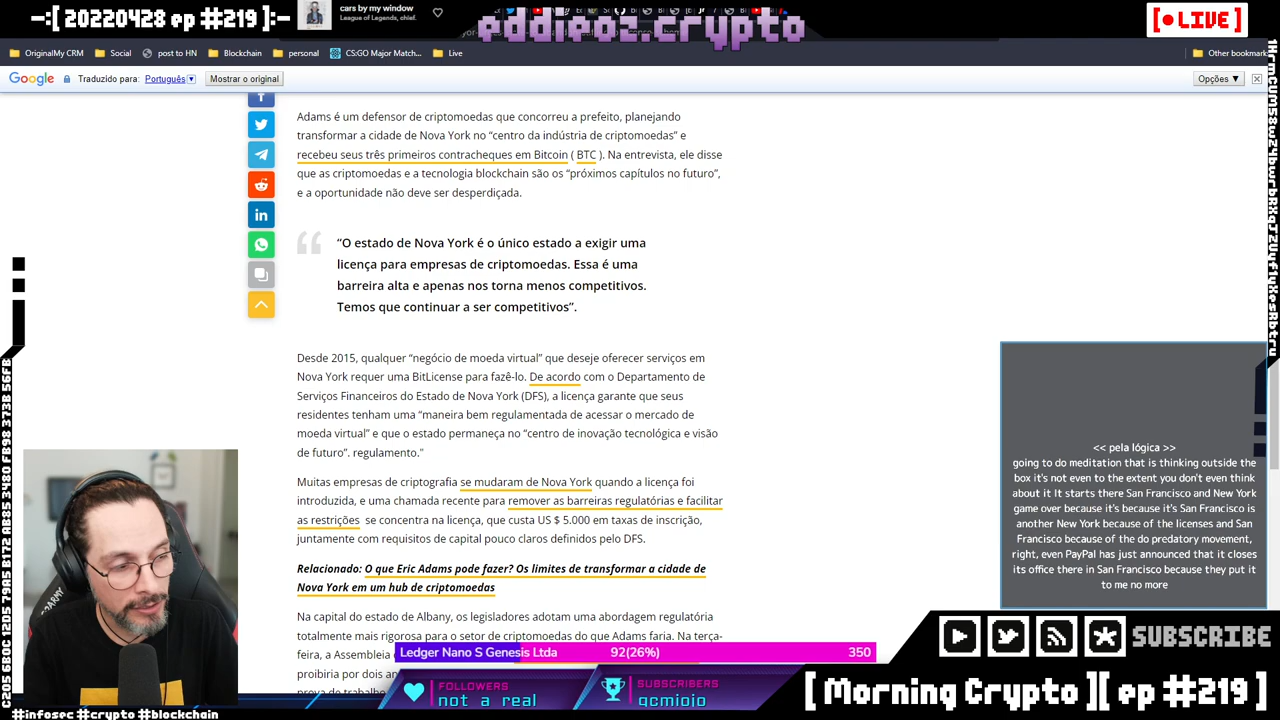 -:[ 20220428 ep #219 ]:-
cars by my window
League of Legends, chief.
eddieoz.crypto
[● LIVE]
OriginalMy CRM
Social
post to HN
Blockchain
personal
CS:GO Major Match...
Live
Other bookmark
Google
Traduzido para: Português
Mostrar o original
Opções ▼
Adams é um defensor de criptomoedas que concorreu a prefeito, planejando
transformar a cidade de Nova York no “centro da indústria de criptomoedas” e
recebeu seus três primeiros contracheques em Bitcoin ( BTC ). Na entrevista, ele disse
que as criptomoedas e a tecnologia blockchain são os “próximos capítulos no futuro”,
e a oportunidade não deve ser desperdiçada.
“O estado de Nova York é o único estado a exigir uma
licença para empresas de criptomoedas. Essa é uma
barreira alta e apenas nos torna menos competitivos.
Temos que continuar a ser competitivos”.
Desde 2015, qualquer “negócio de moeda virtual” que deseje oferecer serviços em
Nova York requer uma BitLicense para fazê-lo. De acordo com o Departamento de
Serviços Financeiros do Estado de Nova York (DFS), a licença garante que seus
residentes tenham uma “maneira bem regulamentada de acessar o mercado de
moeda virtual” e que o estado permaneça no “centro de inovação tecnológica e visão
de futuro”. regulamento."
Muitas empresas de criptografia se mudaram de Nova York quando a licença foi
introduzida, e uma chamada recente para remover as barreiras regulatórias e facilitar
as restrições se concentra na licença, que custa US $ 5.000 em taxas de inscrição,
juntamente com requisitos de capital pouco claros definidos pelo DFS.
Relacionado: O que Eric Adams pode fazer? Os limites de transformar a cidade de
Nova York em um hub de criptomoedas
Na capital do estado de Albany, os legisladores adotam uma abordagem regulatória
totalmente mais rigorosa para o setor de criptomoedas do que Adams faria. Na terça-
feira, a Assembleia
proibiria por dois an
prova de trabalho
<< pela lógica >>
going to do meditation that is thinking outside the
box it's not even to the extent you don't even think
about it It starts there San Francisco and New York
game over because it's because it's San Francisco is
another New York because of the licenses and San
Francisco because of the do predatory movement,
right, even PayPal has just announced that it closes
its office there in San Francisco because they put it
to me no more
Ledger Nano S Genesis Ltda
92(26%)
350
FOLLOWERS
not a real
SUBSCRIBERS
gcmiojo
SUBSCRIBE
[ Morning Crypto ][ ep #219 ]
#infosec #crypto #blockchain